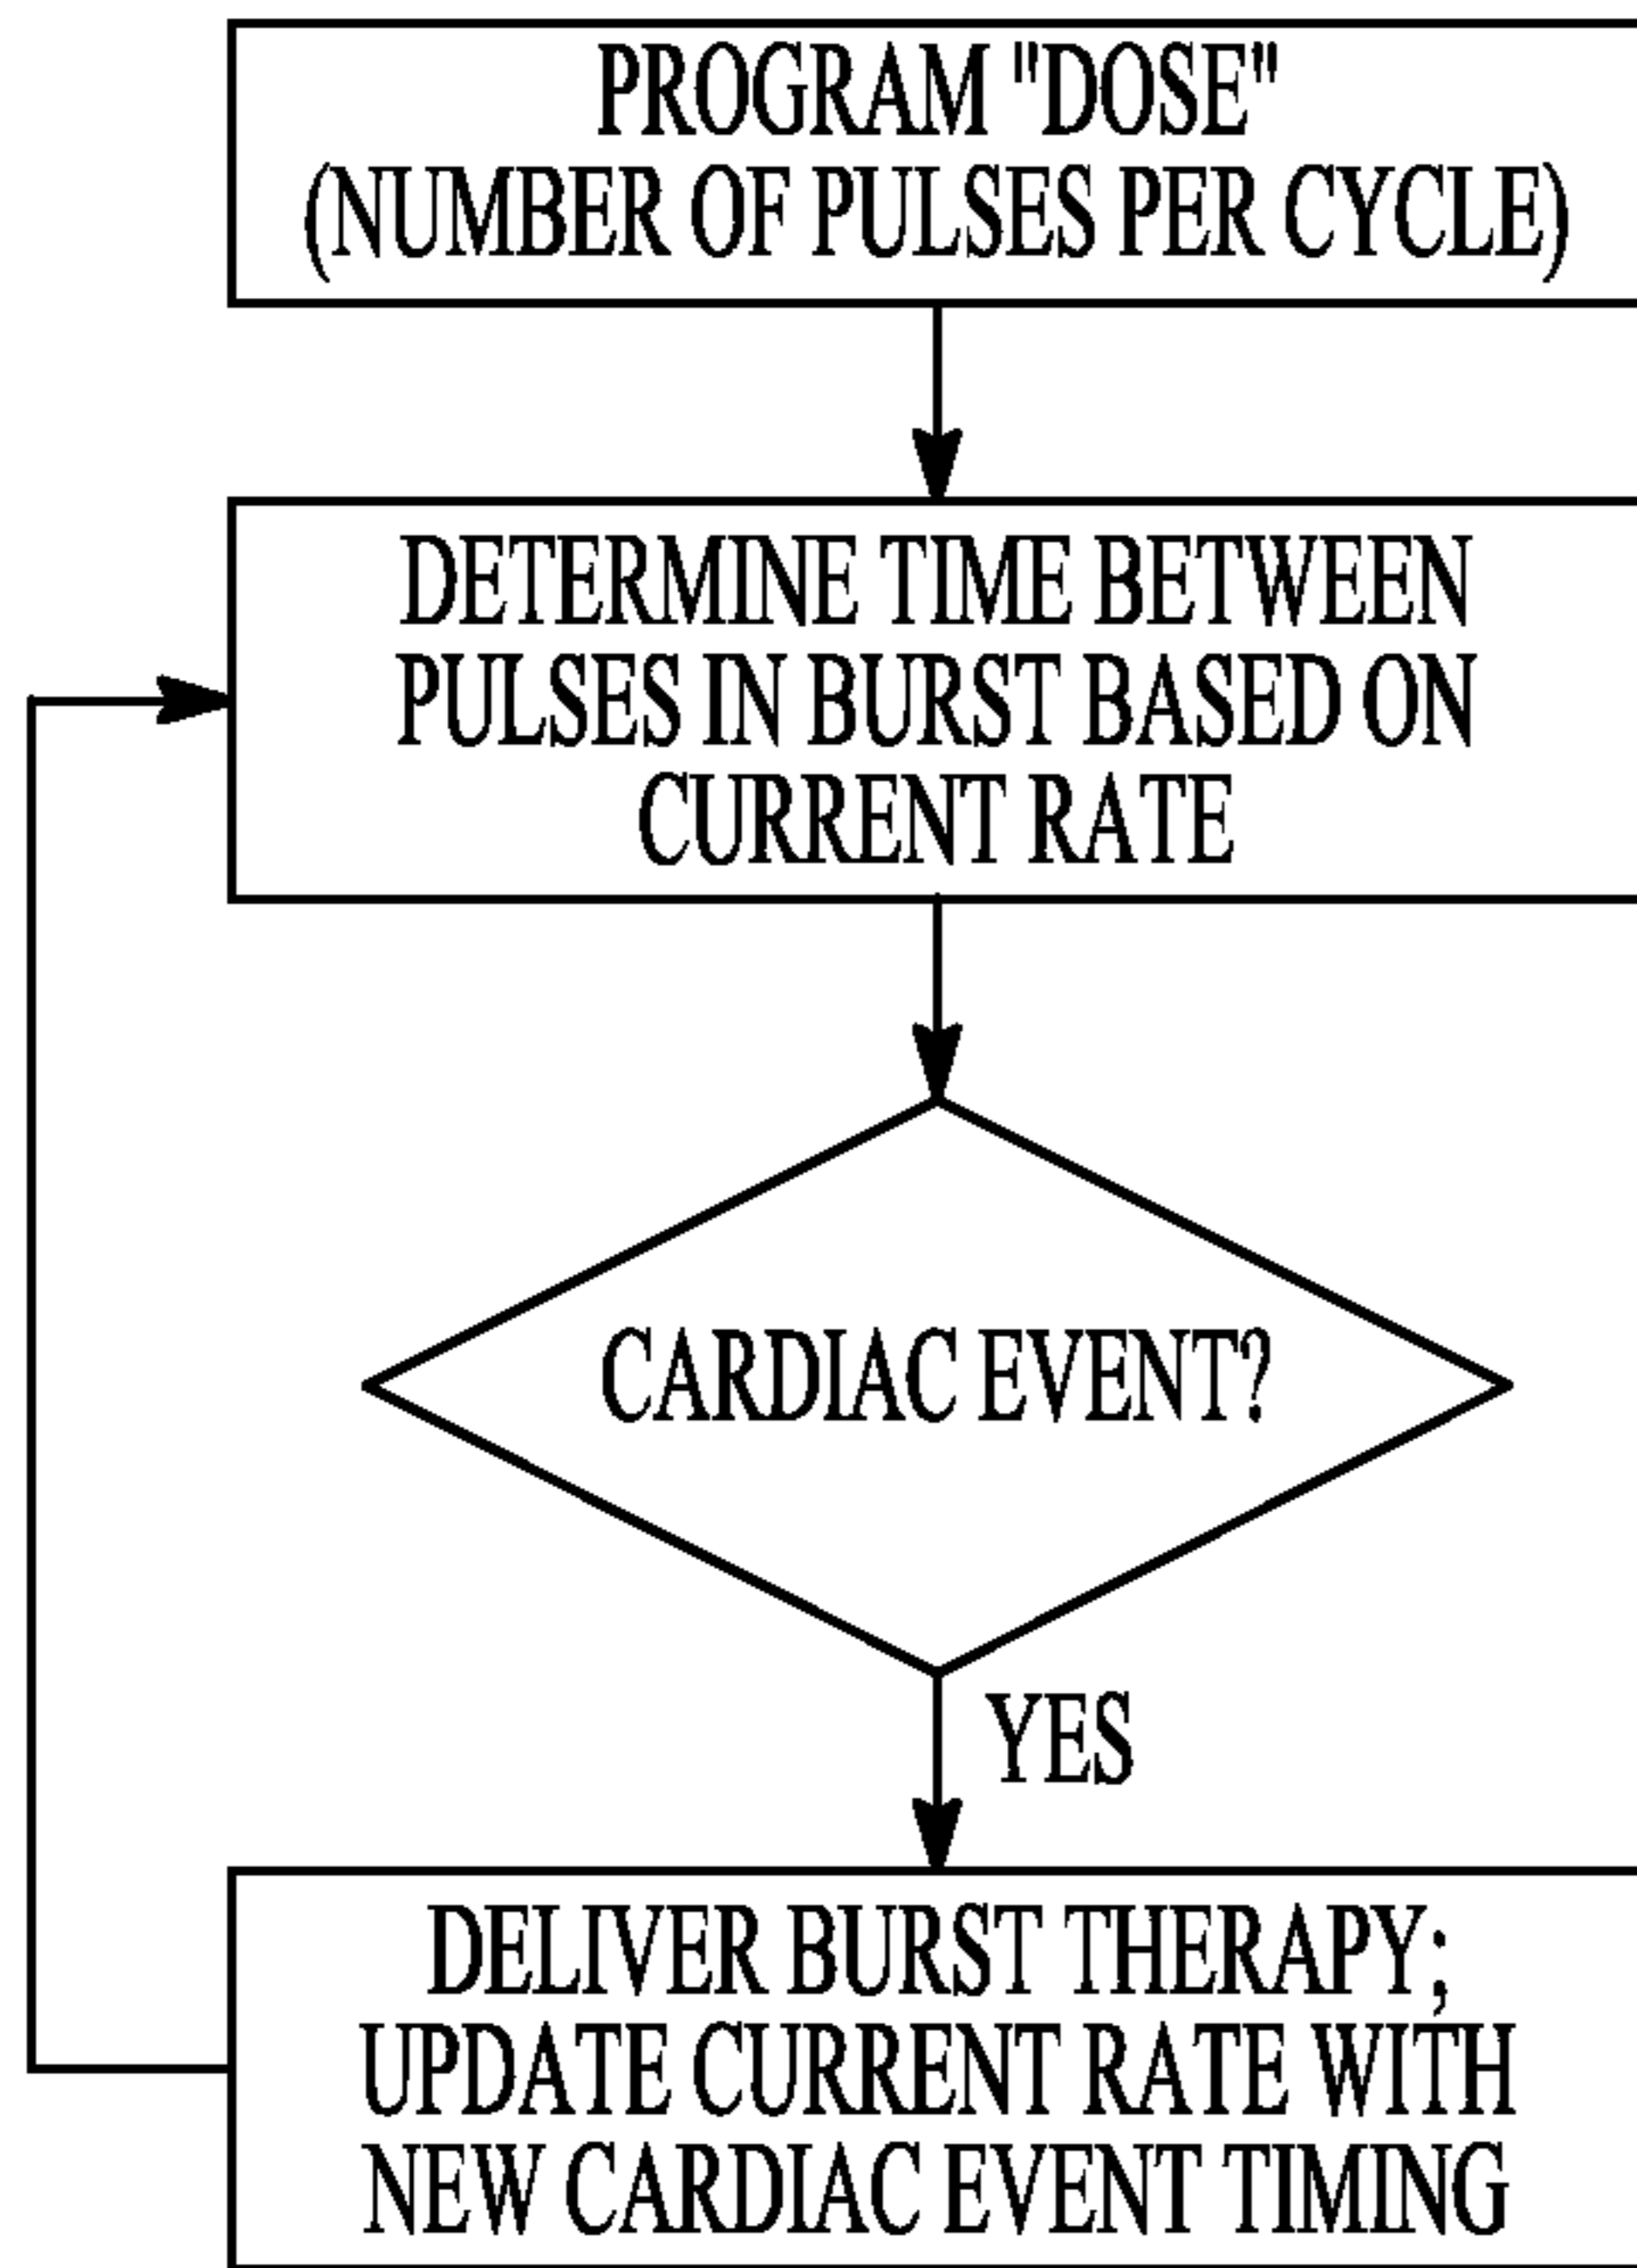 PROGRAM "DOSE"
(NUMBER OF PULSES PER CYCLE)
DETERMINE TIME BETWEEN
PULSES IN BURST BASED ON
CURRENT RATE
CARDIAC EVENT?
YES
DELIVER BURST THERAPY;
UPDATE CURRENT RATE WITH
NEW CARDIAC EVENT TIMING